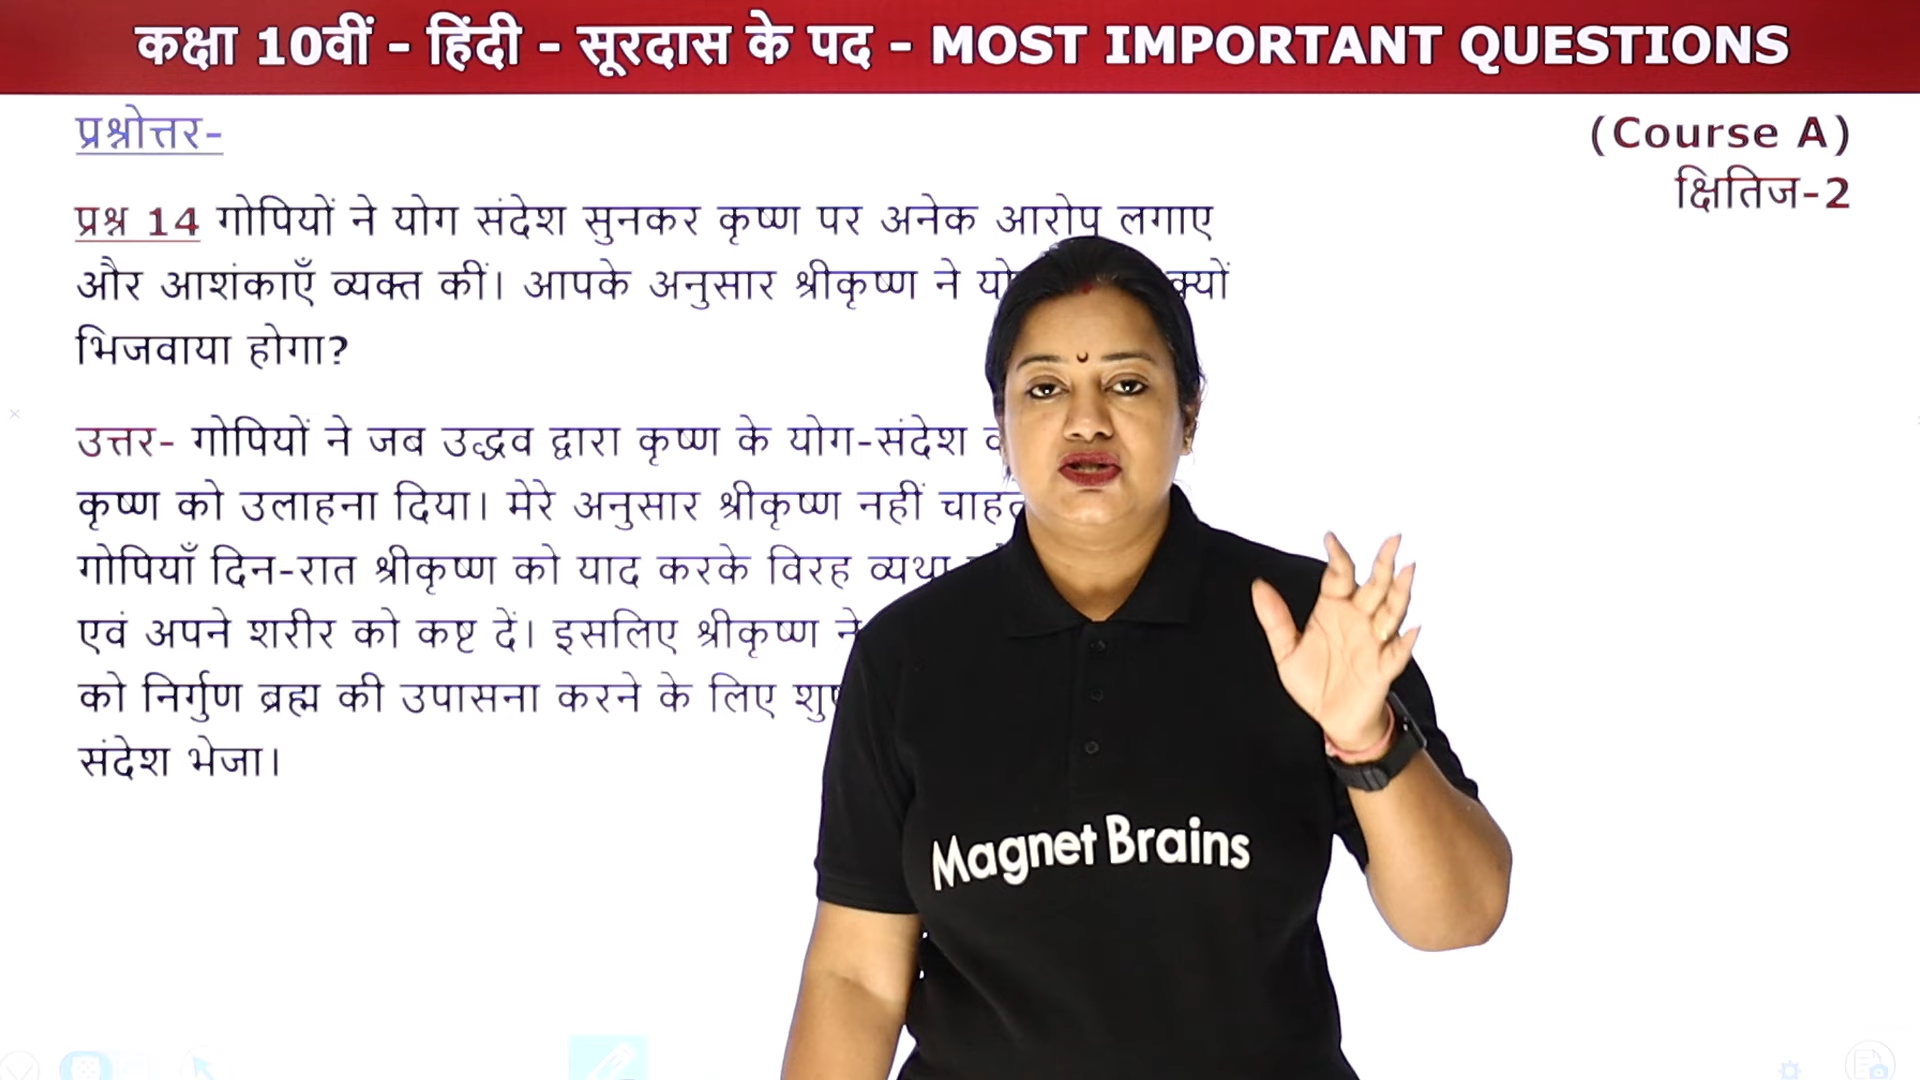 कक्षा 10वीं - हिंदी - सूरदास के पद - MOST IMPORTANT QUESTIONS
प्रश्नोत्तर-
(Course A)
क्षितिज-2
प्रश्न 14 गोपियों ने योग संदेश सुनकर कृष्ण पर अनेक आरोप लगाए
और आशंकाएँ व्यक्त कीं। आपके अनुसार श्रीकृष्ण ने क्यों
भिजवाया होगा?
उत्तर- गोपियों ने जब उद्धव द्वारा कृष्ण के योग-संदेश
कृष्ण को उलाहना दिया। मेरे अनुसार श्रीकृष्ण नहीं
गोपियाँ दिन-रात श्रीकृष्ण को याद करके विरह व्यथा
एवं अपने शरीर को कष्ट दें। इसलिए श्रीकृष्ण ने
को निर्गुण ब्रह्म की उपासना करने के लिए
संदेश भेजा।
Magnet Brains